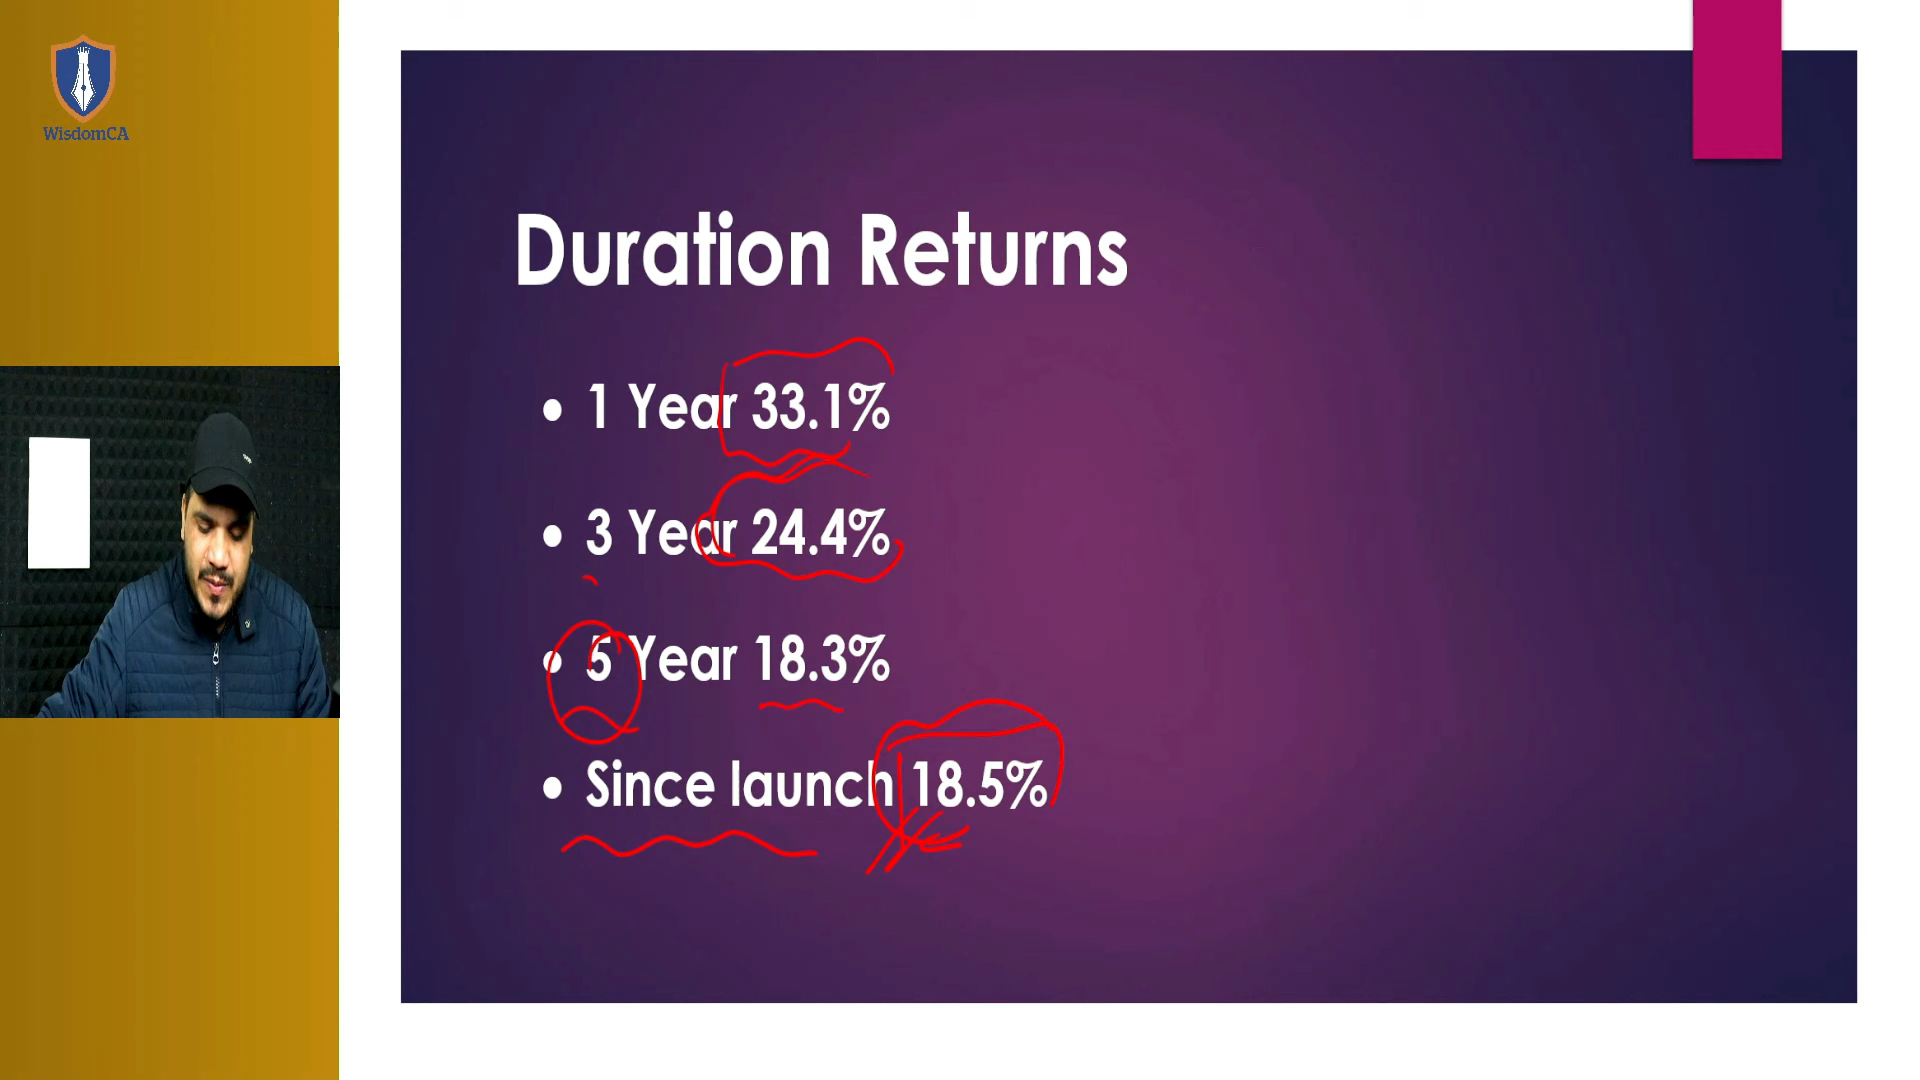 WisdomCA
Duration Returns
• 1 Year 33.1%
• 3 Year 24.4%
• 5 Year 18.3%
• Since launch 18.5%